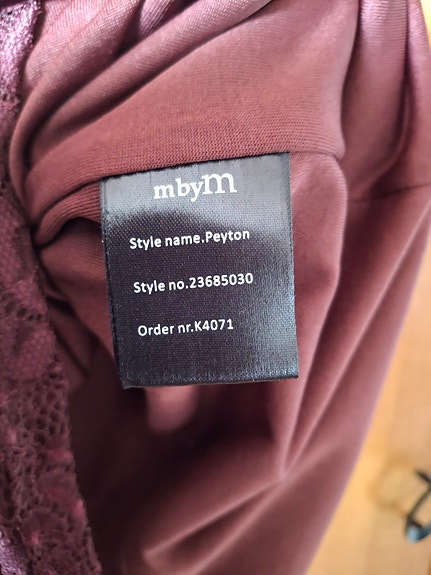 mbyM
Style name.Peyton
Style no.23685030
Order nr.K4071